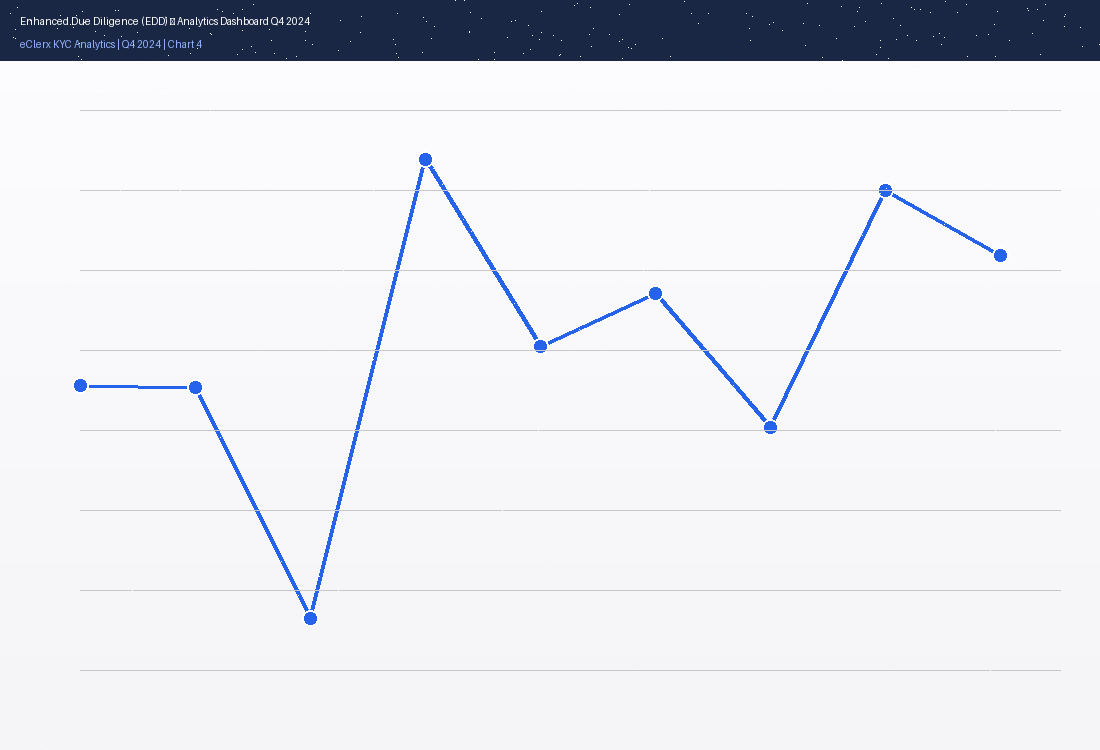 Enhanced Due Diligence (EDD) ▯ Analytics Dashboard Q4 2024
eClerx KYC Analytics | Q4 2024 | Chart 4